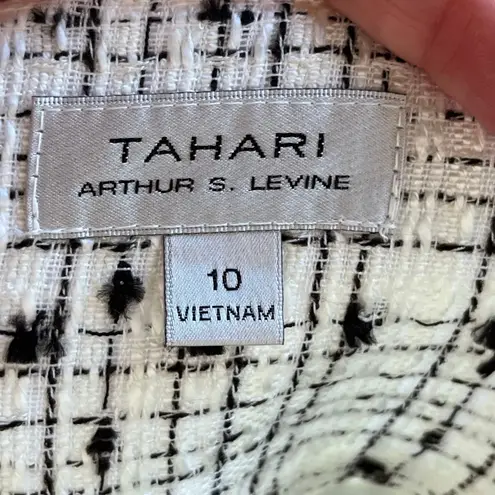 TAHARI
ARTHUR S. LEVINE
10
VIETNAM